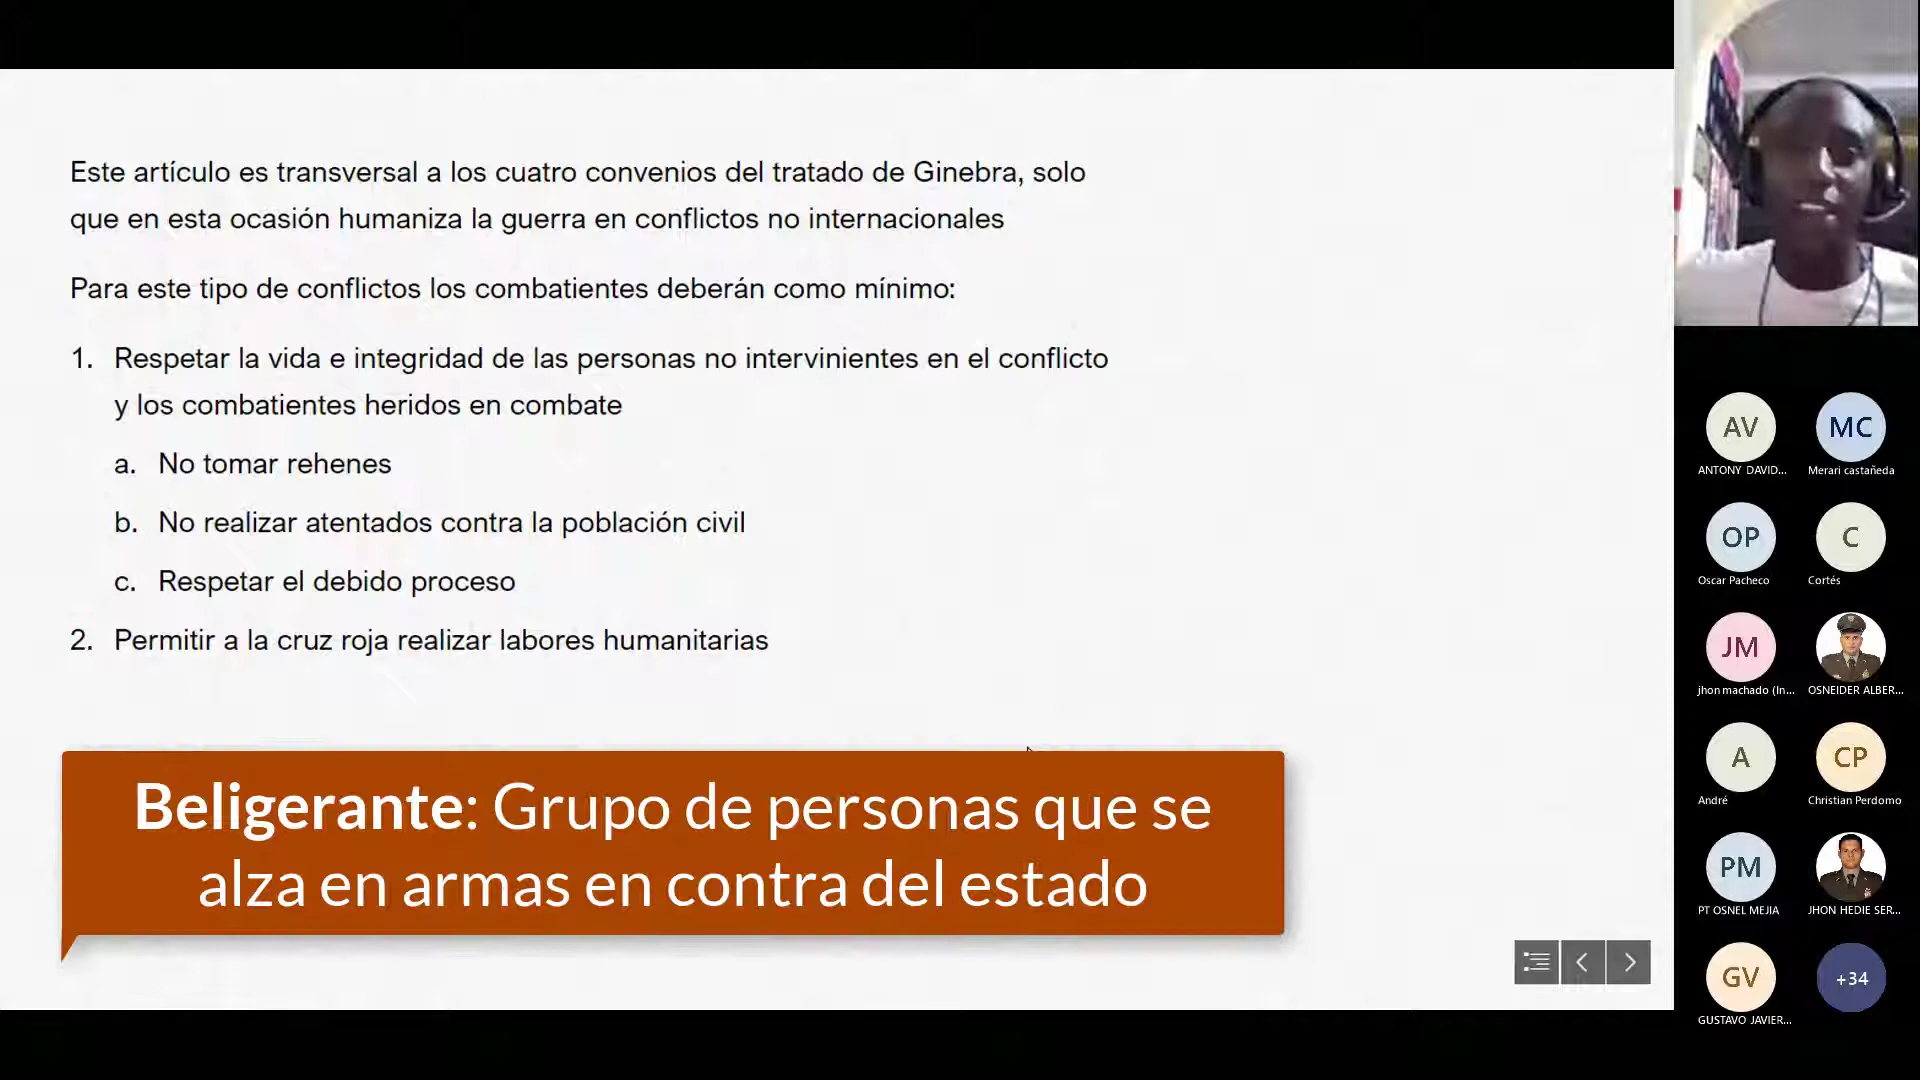 Este artículo es transversal a los cuatro convenios del tratado de Ginebra, solo
que en esta ocasión humaniza la guerra en conflictos no internacionales
Para este tipo de conflictos los combatientes deberán como mínimo:
1. Respetar la vida e integridad de las personas no intervinientes en el conflicto
y los combatientes heridos en combate
a. No tomar rehenes
b. No realizar atentados contra la población civil
c. Respetar el debido proceso
2. Permitir a la cruz roja realizar labores humanitarias
Beligerante: Grupo de personas que se
alza en armas en contra del estado
AV MC
ANTONY DAVID... Merari castañeda
OP C
Oscar Pacheco Cortés
JM
jhon machado (In... OSNEIDER ALBER...
A CP
André Christian Perdomo
PM
PT OSNEL MEJIA JHON HEDIE SER...
GV +34
GUSTAVO JAVIER...